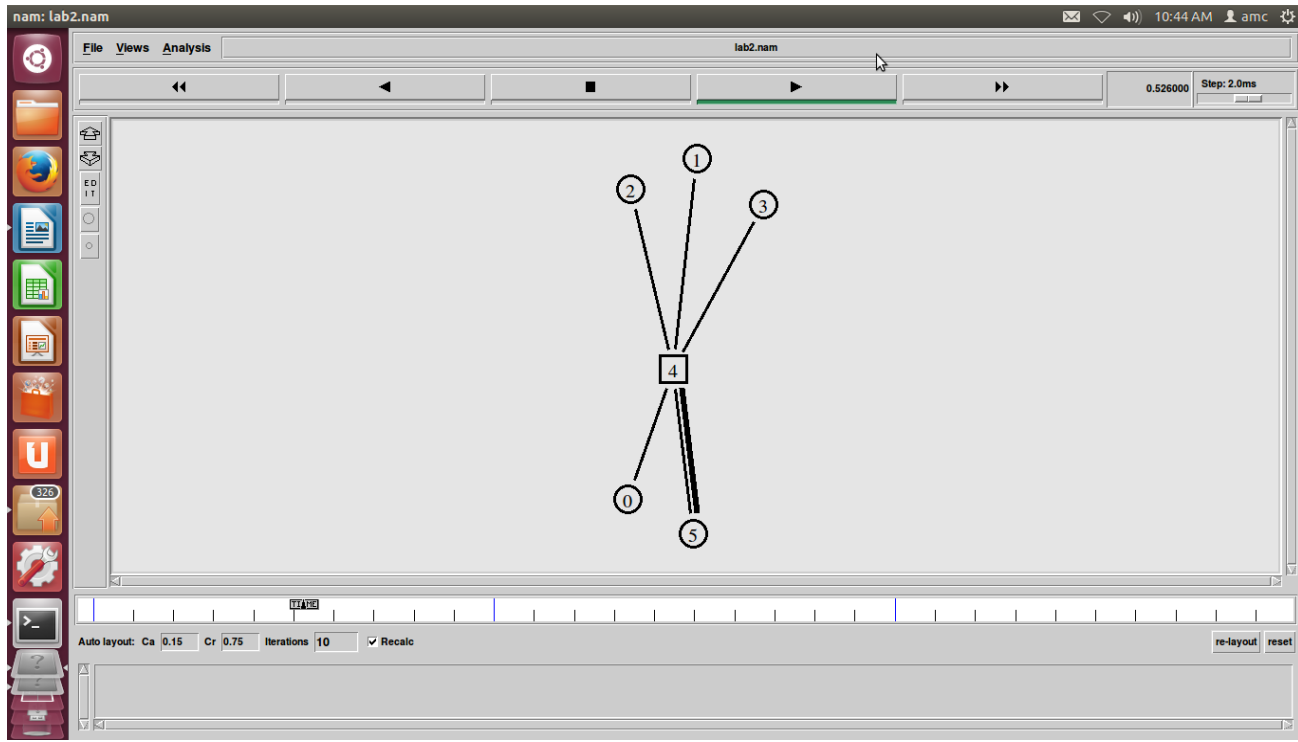 nam: lab2.nam
10:44 AM amc
File Views Analysis lab2.nam
0.526000 Step: 2.0ms
ED
IT
1
2
3
4
0
5
326
TIME
>_
Auto layout: Ca 0.15 Cr 0.75 Iterations 10 Recalc re-layout reset
? 
?